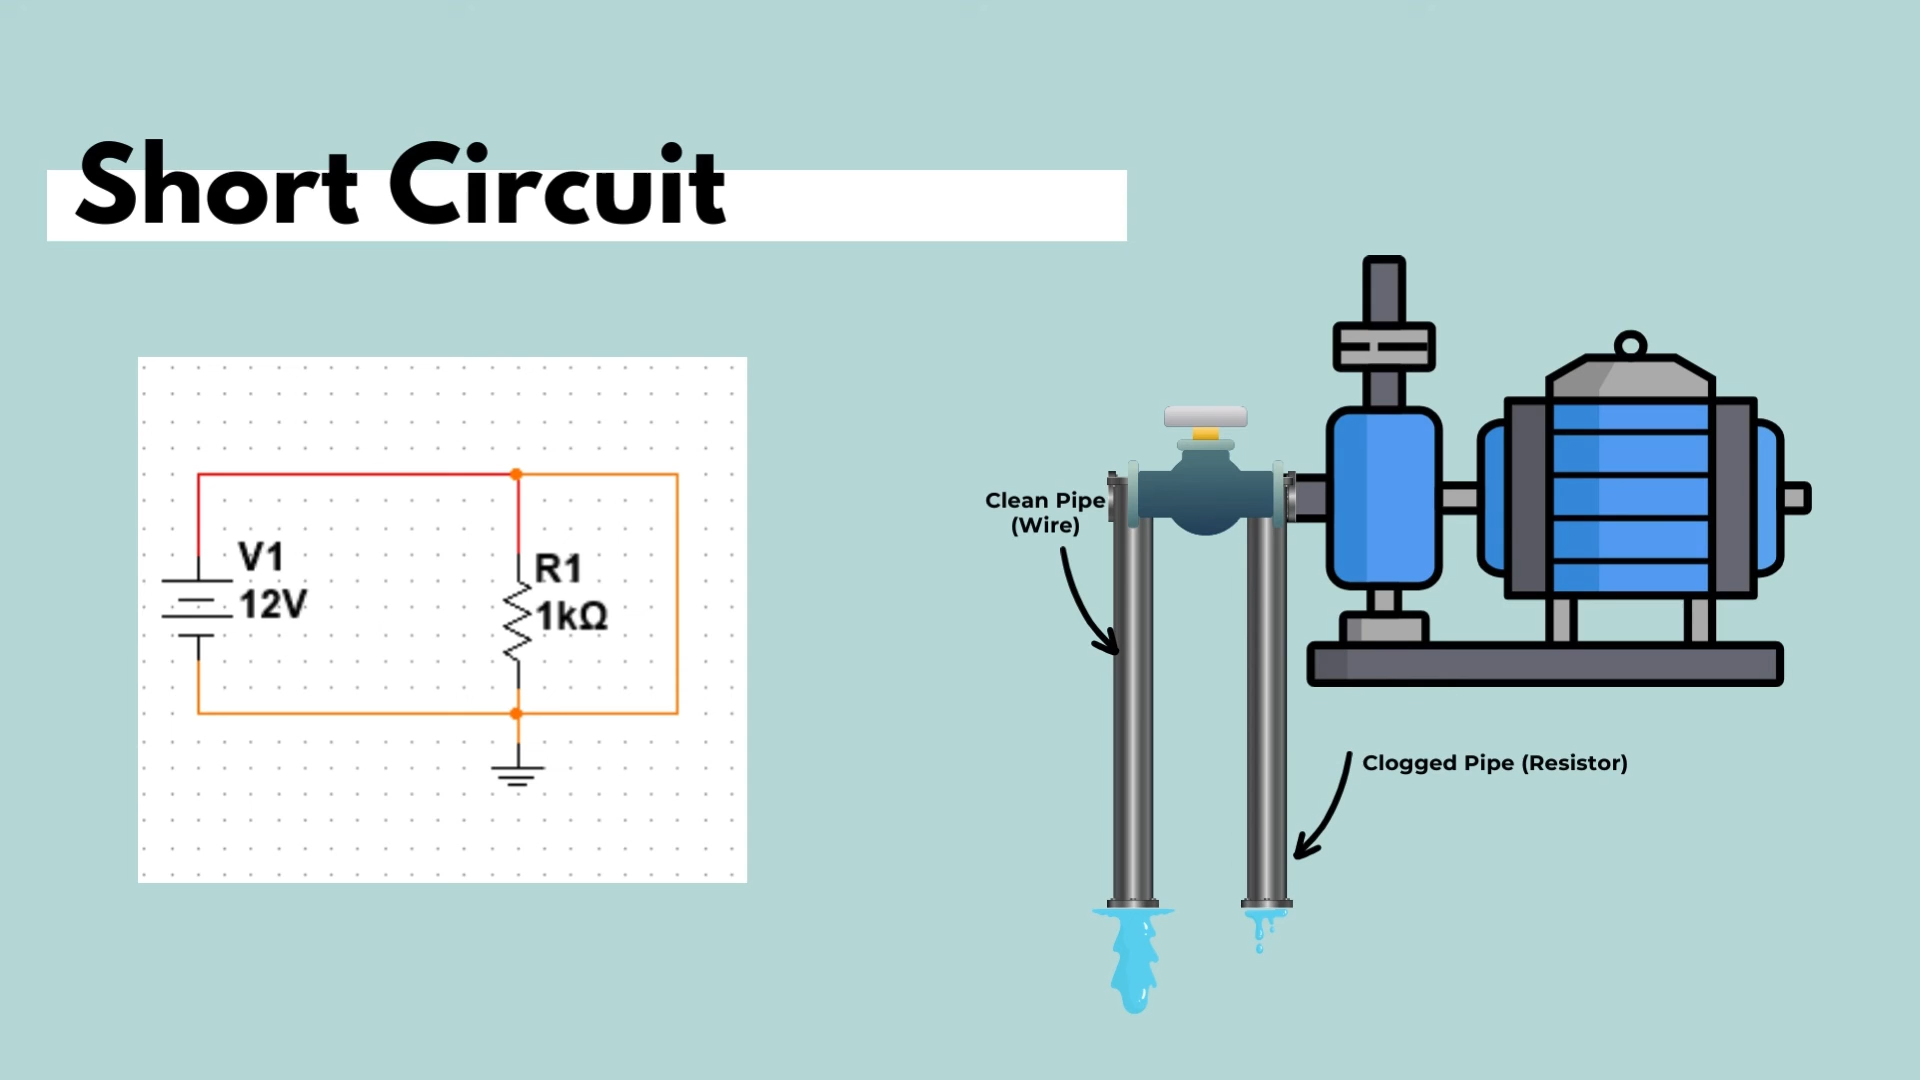 Short Circuit
V1
12V
R1
1kΩ
Clean Pipe
(Wire)
Clogged Pipe (Resistor)